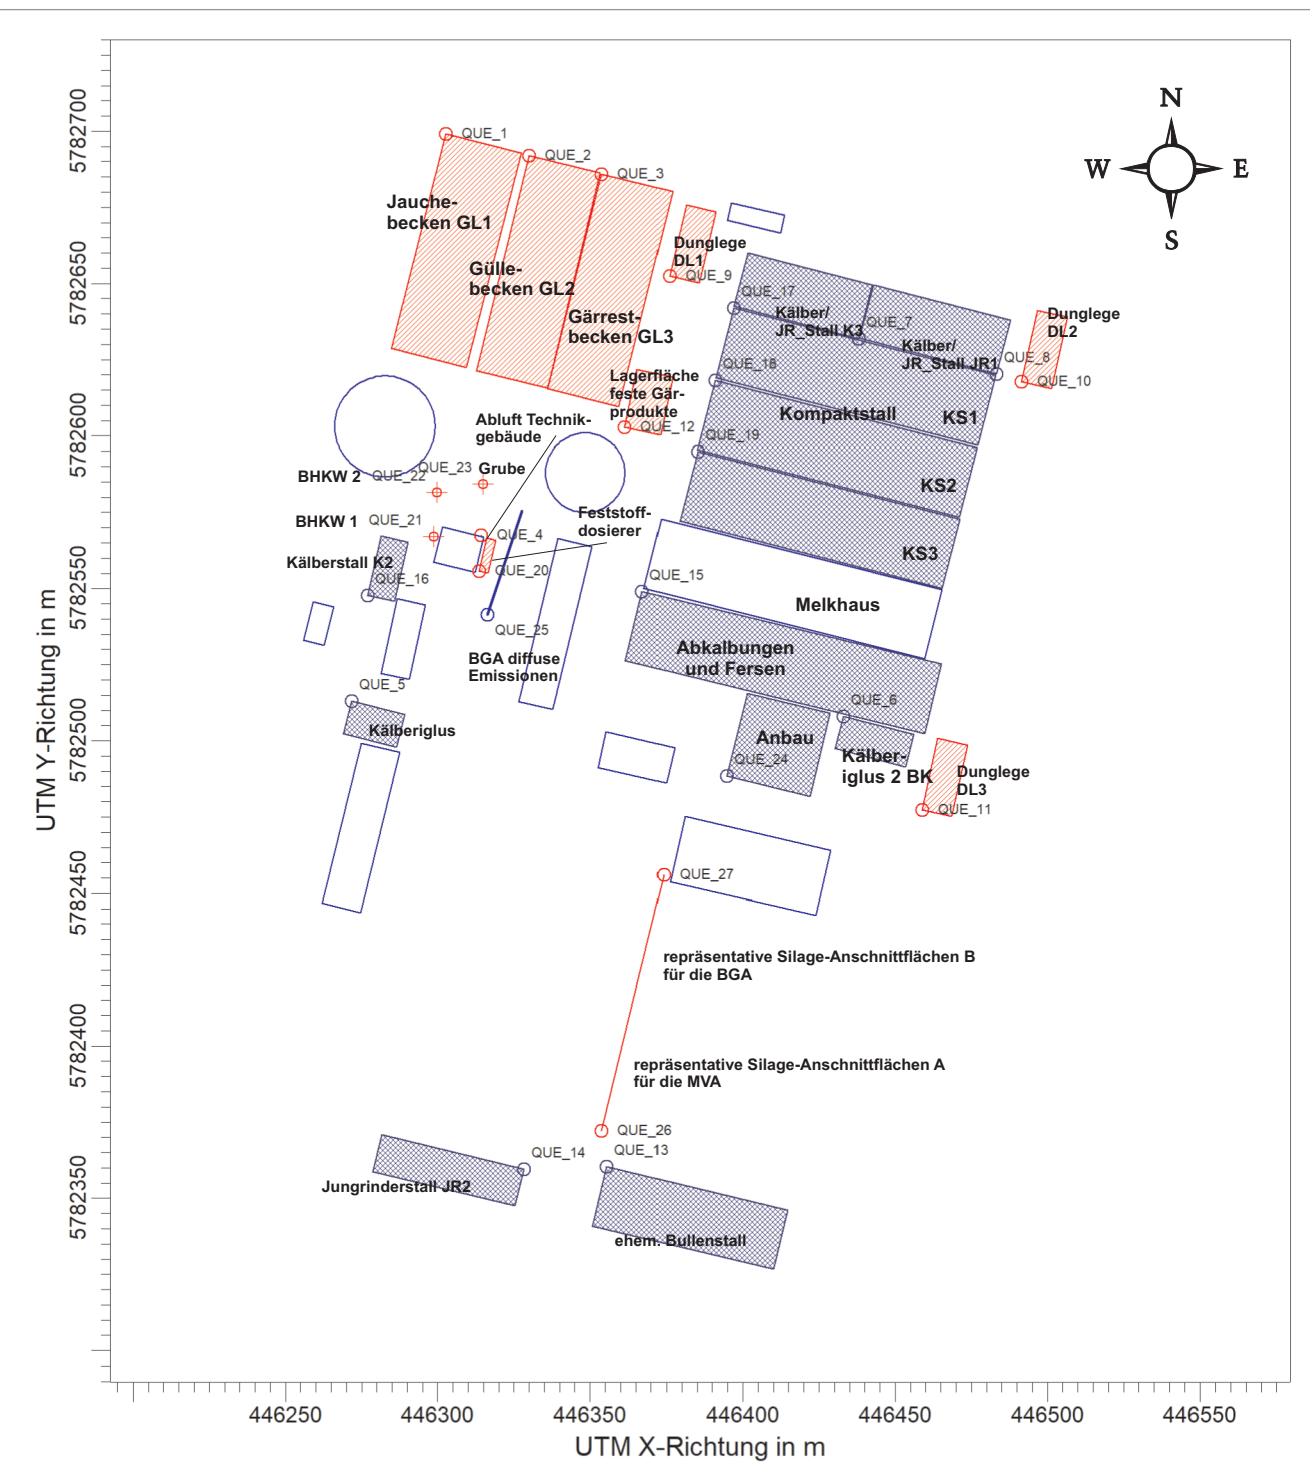 N
W
E
S
5782700
5782650
5782600
5782550
5782500
5782450
5782400
5782350
UTM Y-Richtung in m
QUE_1
QUE_2
QUE_3
Jauche-
becken GL1
Gülle-
becken GL2
Gärrest-
becken GL3
Dunglege
DL1
QUE_9
QUE_17
Kälber/
JR_Stall K3
QUE_7
Kälber/
JR_Stall JR1
QUE_8
Dunglege
DL2
QUE_10
QUE_18
Lagerfläche
feste Gär-
produkte
QUE_12
Kompaktstall
KS1
QUE_19
KS2
KS3
Abluft Technik-
gebäude
BHKW 2
QUE_22
QUE_23
Grube
BHKW 1
QUE_21
QUE_4
Feststoff-
dosierer
QUE_20
Kälberstall K2
QUE_16
QUE_15
Melkhaus
QUE_25
BGA diffuse
Emissionen
Abkalbungen
und Fersen
QUE_5
Kälberiglus
QUE_6
Anbau
QUE_24
Kälber-
iglus 2 BK
Dunglege
DL3
QUE_11
QUE_27
repräsentative Silage-Anschnittflächen B
für die BGA
repräsentative Silage-Anschnittflächen A
für die MVA
QUE_26
QUE_14
QUE_13
Jungrinderstall JR2
ehem. Bullenstall
446250
446300
446350
446400
446450
446500
446550
UTM X-Richtung in m